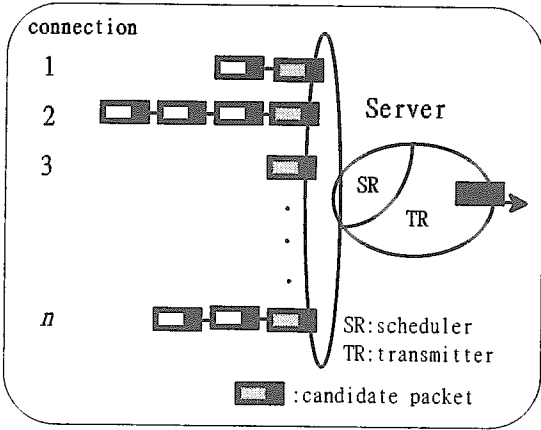 connection
1
2
3
n
Server
SR
TR
SR:scheduler
TR:transmitter
:candidate packet